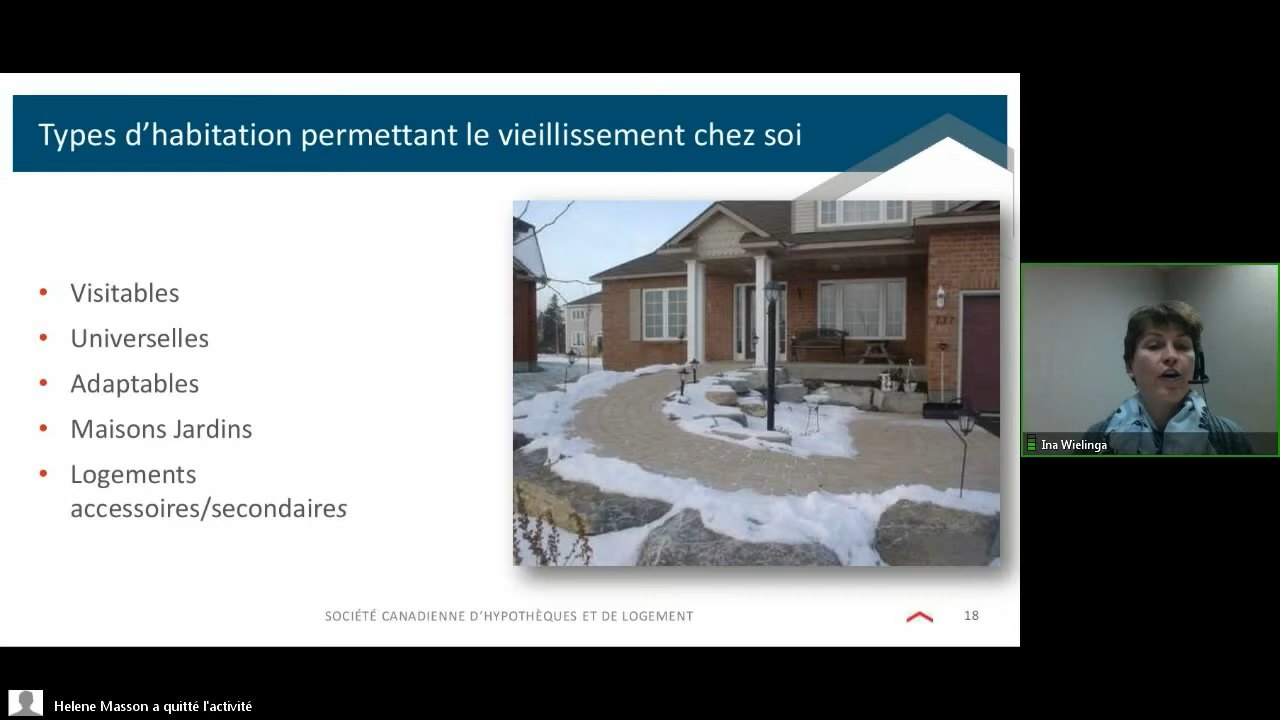 Types d’habitation permettant le vieillissement chez soi
• Visitables
• Universelles
• Adaptables
• Maisons Jardins
• Logements
accessoires/secondaires
737
SOCIÉTÉ CANADIENNE D’HYPOTHÈQUES ET DE LOGEMENT
18
Ina Wielinga
Helene Masson a quitté l'activité